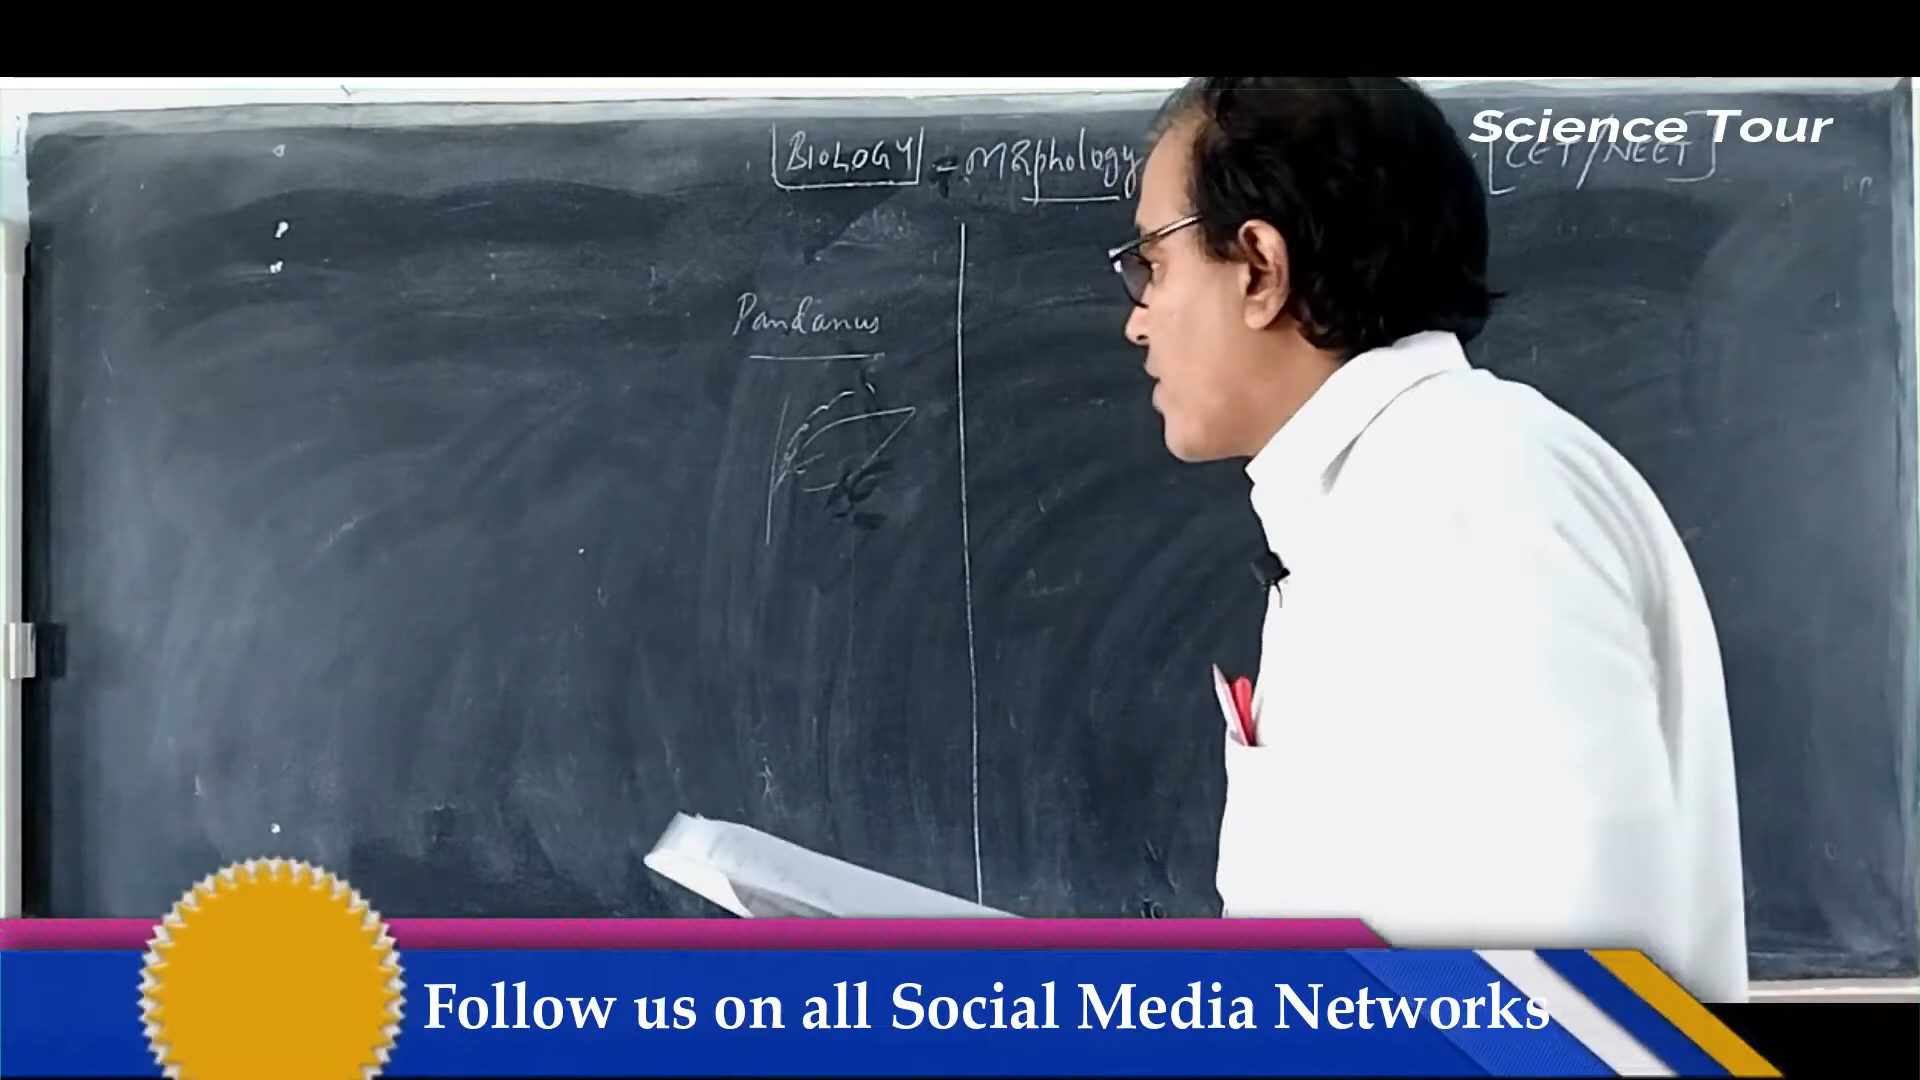 Science Tour
BIOLOGY - Morphology [CET/NEET]
Pandanus
Follow us on all Social Media Networks